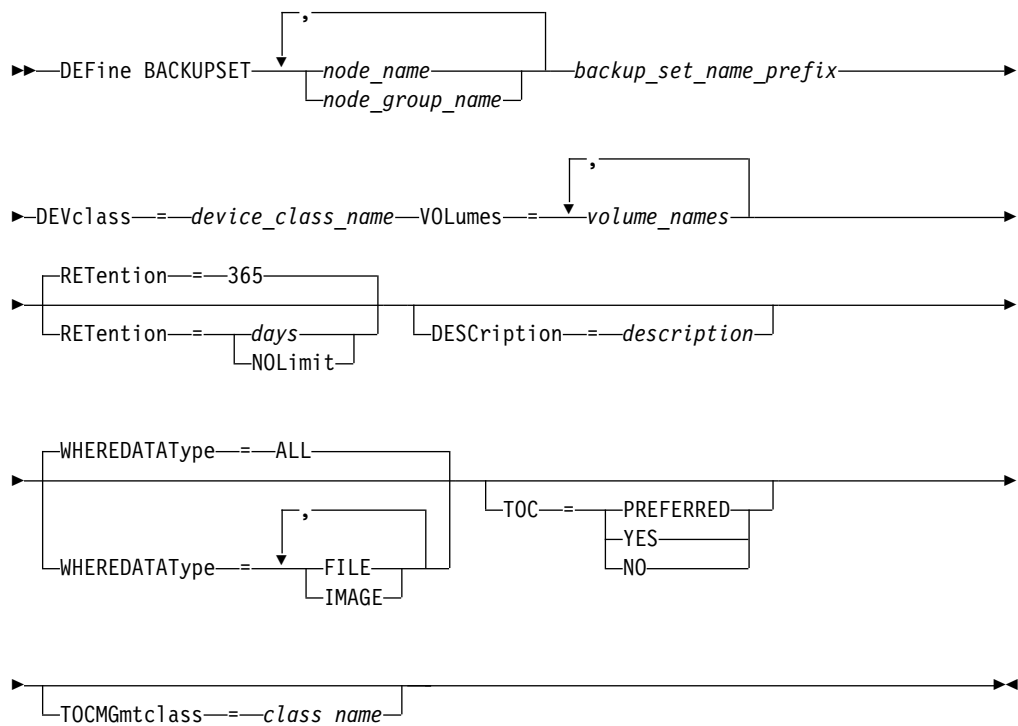 ,
DEFine BACKUPSET node_name backup_set_name_prefix
node_group_name
,
DEVclass = device_class_name VOLumes = volume_names
RETention = 365
RETention = days
NOLimit
DESCription = description
WHEREDATAType = ALL
,
WHEREDATAType = FILE
IMAGE
TOC = PREFERRED
YES
NO
TOCMGmtclass = class_name